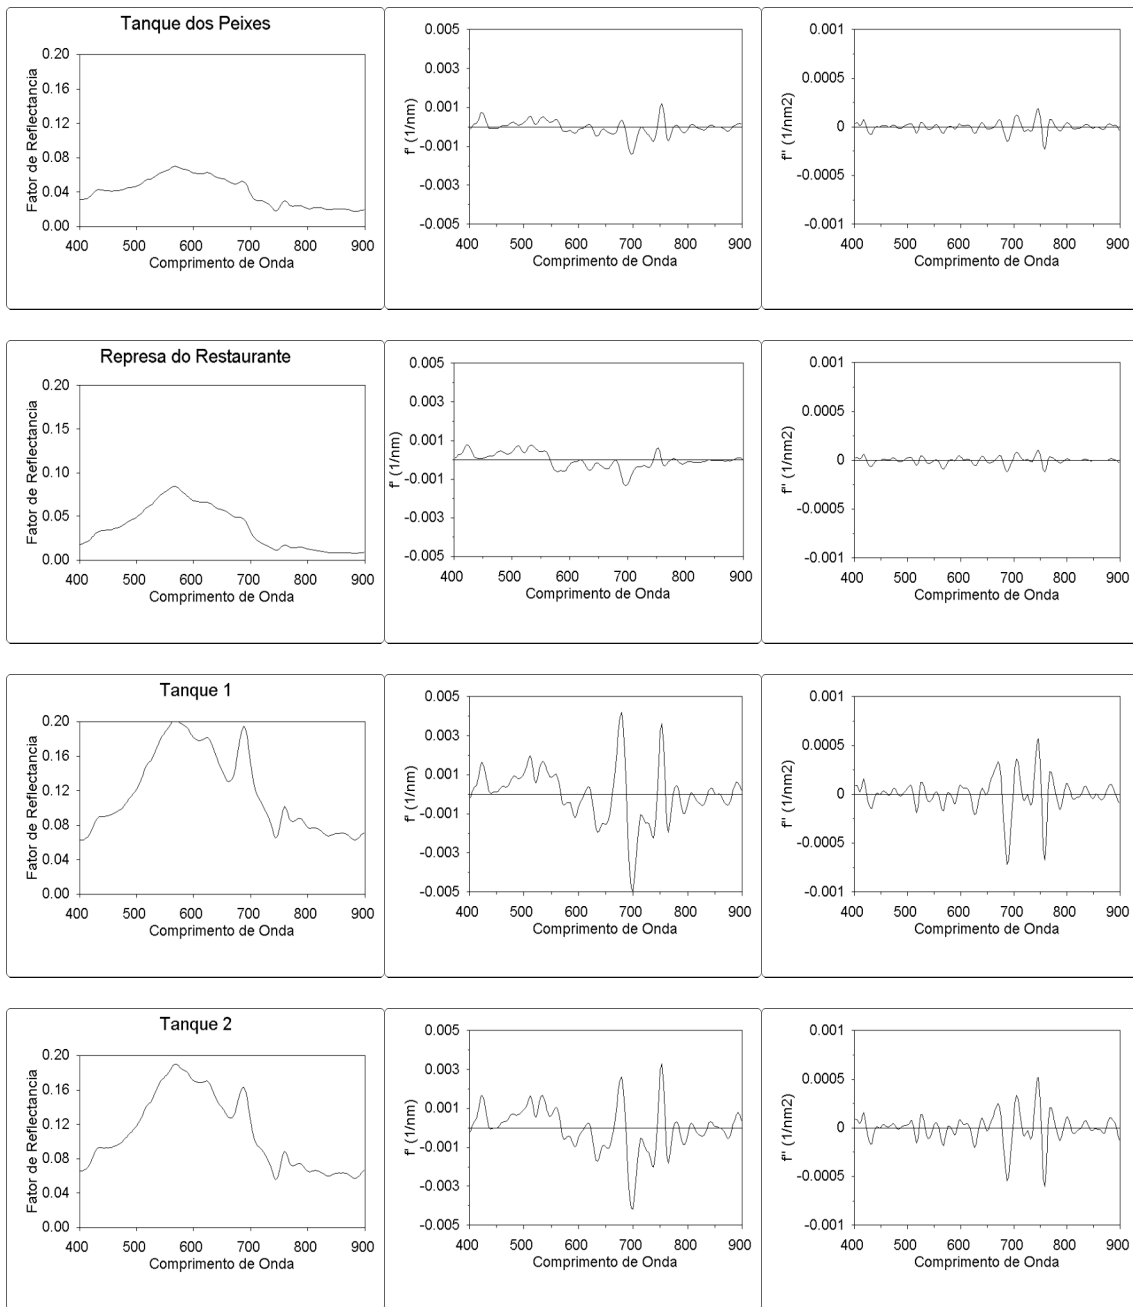 Tanque dos Peixes
Fator de Reflectancia
0.20
0.16
0.12
0.08
0.04
0.00
400 500 600 700 800 900
Comprimento de Onda
f' (1/nm)
0.005
0.003
0.001
-0.001
-0.003
-0.005
400 500 600 700 800 900
Comprimento de Onda
f'' (1/nm2)
0.001
0.0005
0
-0.0005
-0.001
400 500 600 700 800 900
Comprimento de Onda
Represa do Restaurante
Fator de Reflectancia
0.20
0.15
0.10
0.05
0.00
400 500 600 700 800 900
Comprimento de Onda
f' (1/nm)
0.005
0.003
0.001
-0.001
-0.003
-0.005
400 500 600 700 800 900
Comprimento de Onda
f'' (1/nm2)
0.001
0.0005
0
-0.0005
-0.001
400 500 600 700 800 900
Comprimento de Onda
Tanque 1
Fator de Reflectancia
0.20
0.16
0.12
0.08
0.04
0.00
400 500 600 700 800 900
Comprimento de Onda
f' (1/nm)
0.005
0.003
0.001
-0.001
-0.003
-0.005
400 500 600 700 800 900
Comprimento de Onda
f'' (1/nm2)
0.001
0.0005
0
-0.0005
-0.001
400 500 600 700 800 900
Comprimento de Onda
Tanque 2
Fator de Reflectancia
0.20
0.16
0.12
0.08
0.04
0.00
400 500 600 700 800 900
Comprimento de Onda
f' (1/nm)
0.005
0.003
0.001
-0.001
-0.003
-0.005
400 500 600 700 800 900
Comprimento de Onda
f'' (1/nm2)
0.001
0.0005
0
-0.0005
-0.001
400 500 600 700 800 900
Comprimento de Onda